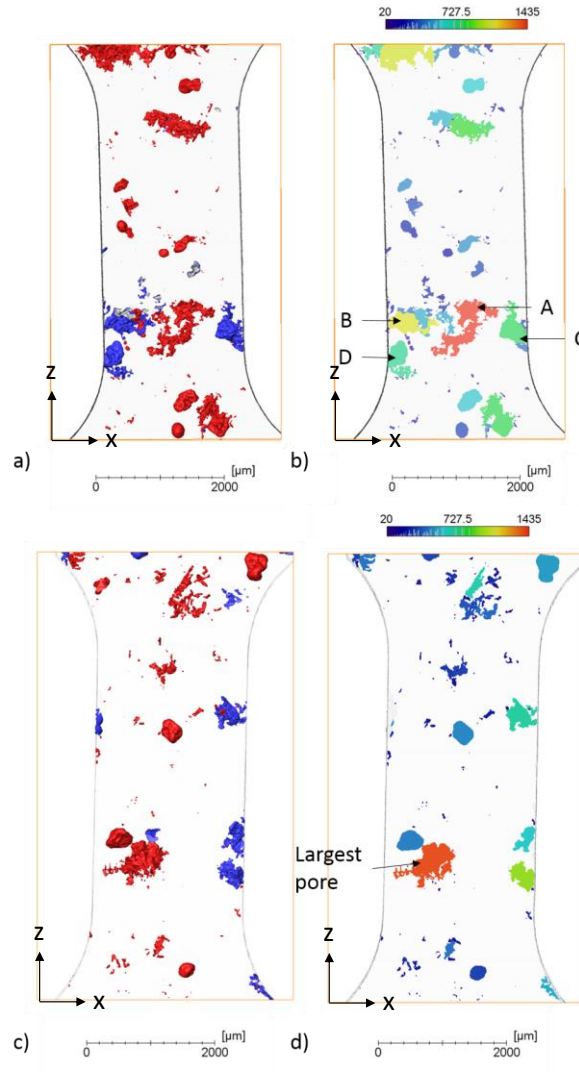 20 727.5 1435
A
B
C
D
Z
X
Z
X
a)
b)
[µm]
0 2000
[µm]
0 2000
20 727.5 1435
Largest
pore
Z
X
Z
X
c)
d)
[µm]
0 2000
[µm]
0 2000